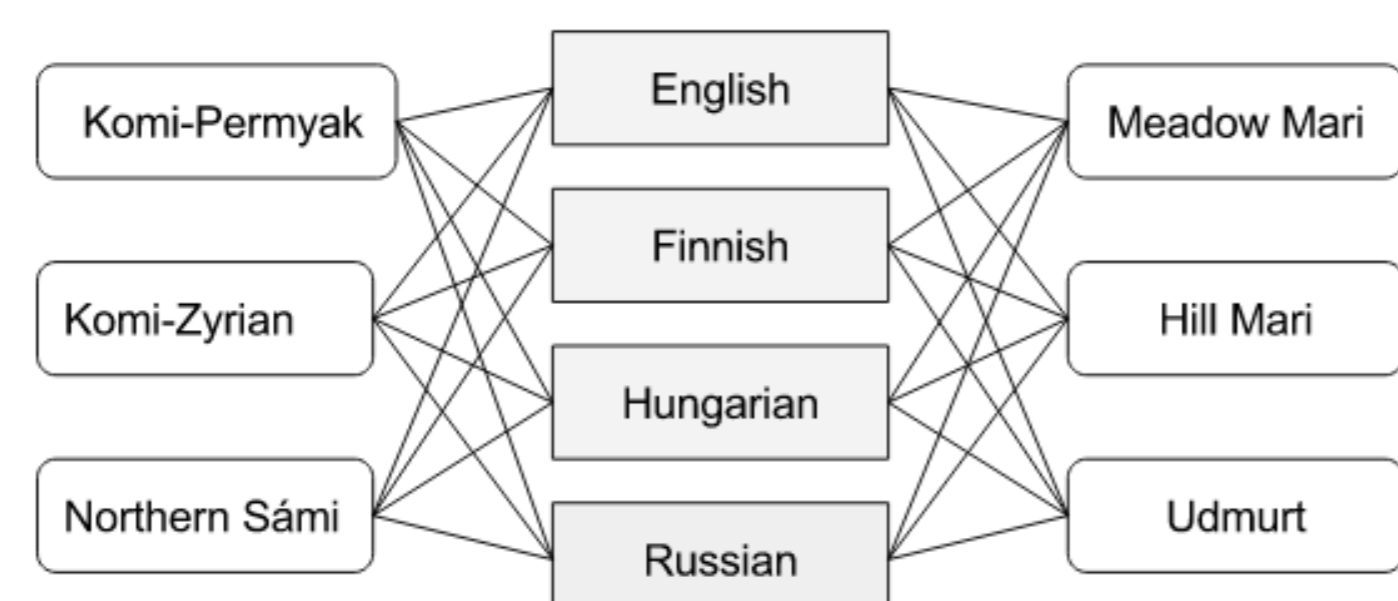 Komi-Permyak
Komi-Zyrian
Northern Sámi
English
Finnish
Hungarian
Russian
Meadow Mari
Hill Mari
Udmurt